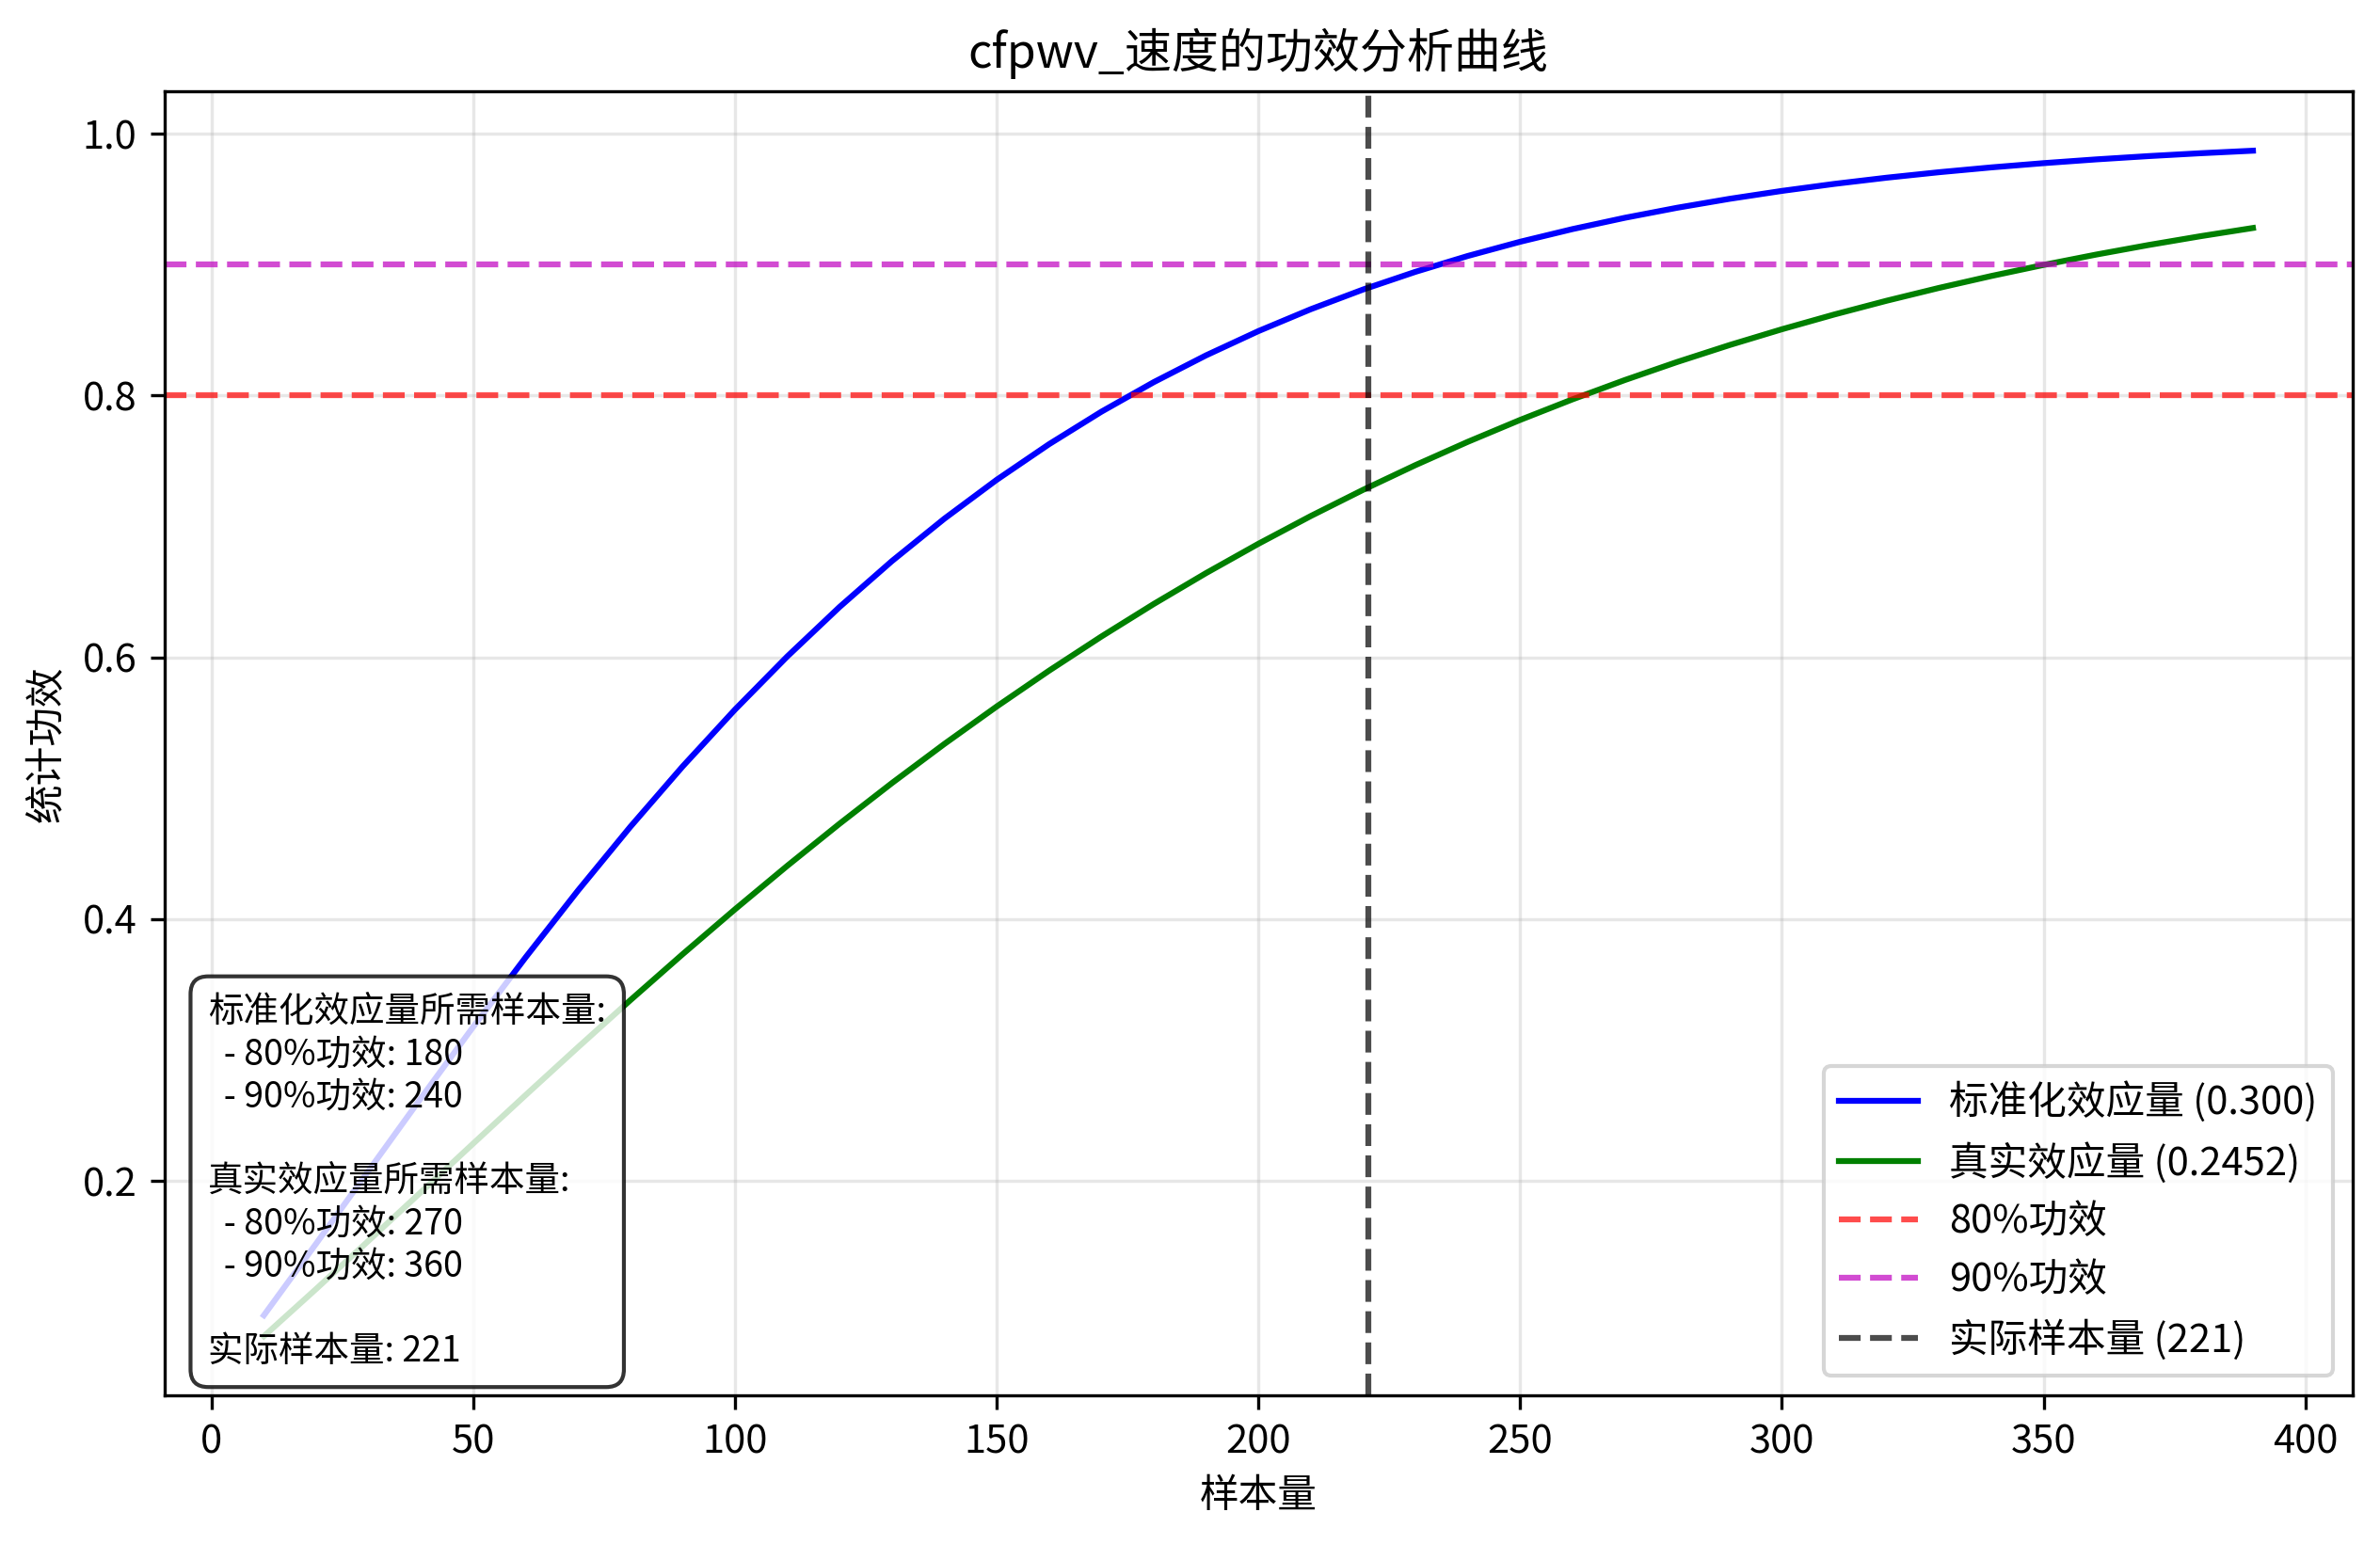 cfpwv_速度的功效分析曲线
统计功效
1.0
0.8
0.6
0.4
0.2
标准化效应量所需样本量:
- 80%功效: 180
- 90%功效: 240
真实效应量所需样本量:
- 80%功效: 270
- 90%功效: 360
实际样本量: 221
标准化效应量 (0.300)
真实效应量 (0.2452)
80%功效
90%功效
实际样本量 (221)
0 50 100 150 200 250 300 350 400
样本量